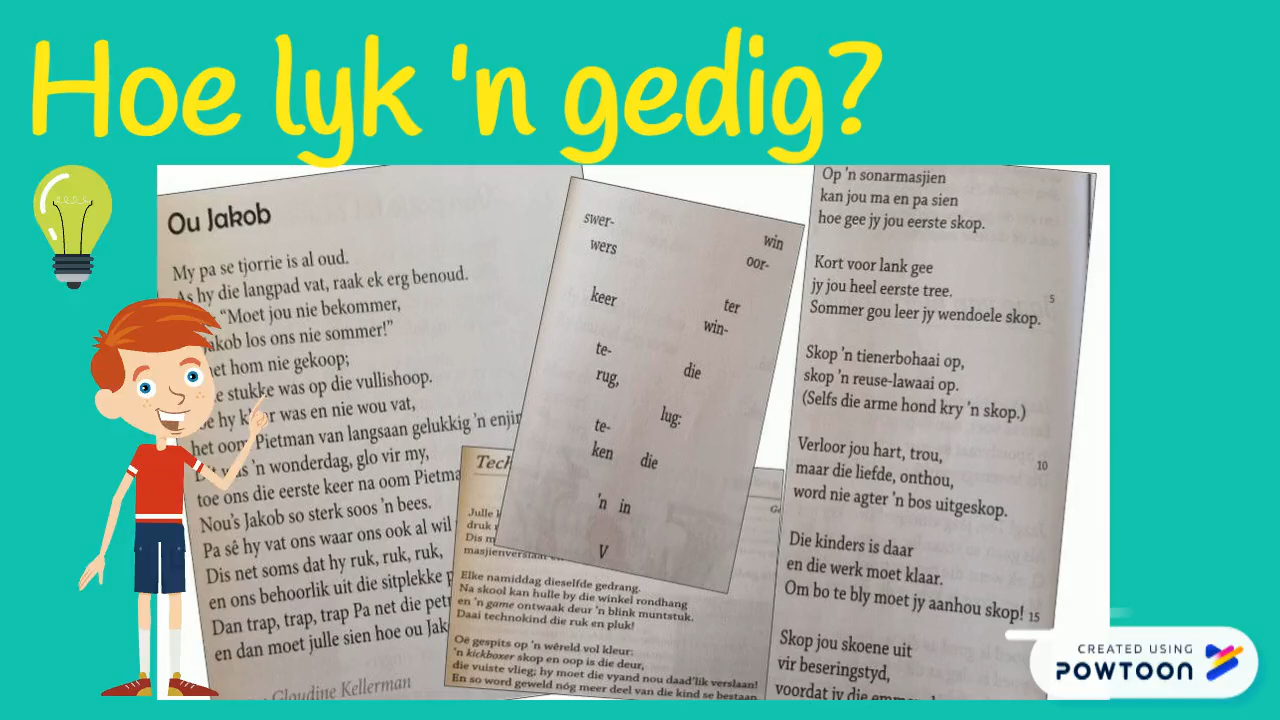 Hoe lyk 'n gedig?
Ou Jakob
My pa se tjorrie is al oud.
As hy die langpad vat, raak ek erg benoud.
“Moet jou nie bekommer,
Jakob los ons nie sommer!”
het hom nie gekoop;
stukke was op die vullishoop.
hy was en nie wou vat,
het oom Pietman van langsaan gelukkig 'n
'n wonderdag, glo vir my,
toe ons die eerste keer na oom
Nou's Jakob so sterk soos 'n bees.
Pa sê hy vat ons waar ons ook al wil
Dis net soms dat hy ruk, ruk, ruk,
en ons behoorlik uit die sitplekke
Dan trap, trap, trap Pa net die
en dan moet julle sien hoe ou
Cloudine Kellerman
swer-
wers
keer
te-
rug,
te-
ken
'n in
V
die
lug:
die
win-
ter
oor-
win
Julle
druk
Dis
Elke namiddag dieselfde gedrang.
Na skool kan hulle by die winkel rondhang
en 'n game ontwaak deur 'n blink muntstuk.
Daai technokind die ruk en pluk!
Oë gespits op 'n wêreld vol kleur;
'n kickboxer skop en oop is die deur,
die vuiste vlieg; hy moet die vyand nou daad'lik verslaan!
En so word geweld nóg meer deel van die kind se bestaan
Op 'n sonarmasjien
kan jou ma en pa sien
hoe gee jy jou eerste skop.
Kort voor lank gee
jy jou heel eerste tree. 5
Sommer gou leer jy wendoele skop.
Skop 'n tienerbohaai op,
skop 'n reuse-lawaai op.
(Selfs die arme hond kry 'n skop.)
Verloor jou hart, trou, 10
maar die liefde, onthou,
word nie agter 'n bos uitgeskop.
Die kinders is daar
en die werk moet klaar.
Om bo te bly moet jy aanhou skop! 15
Skop jou skoene uit
vir beseringstyd,
voordat jy die
CREATED USING
POWTOON